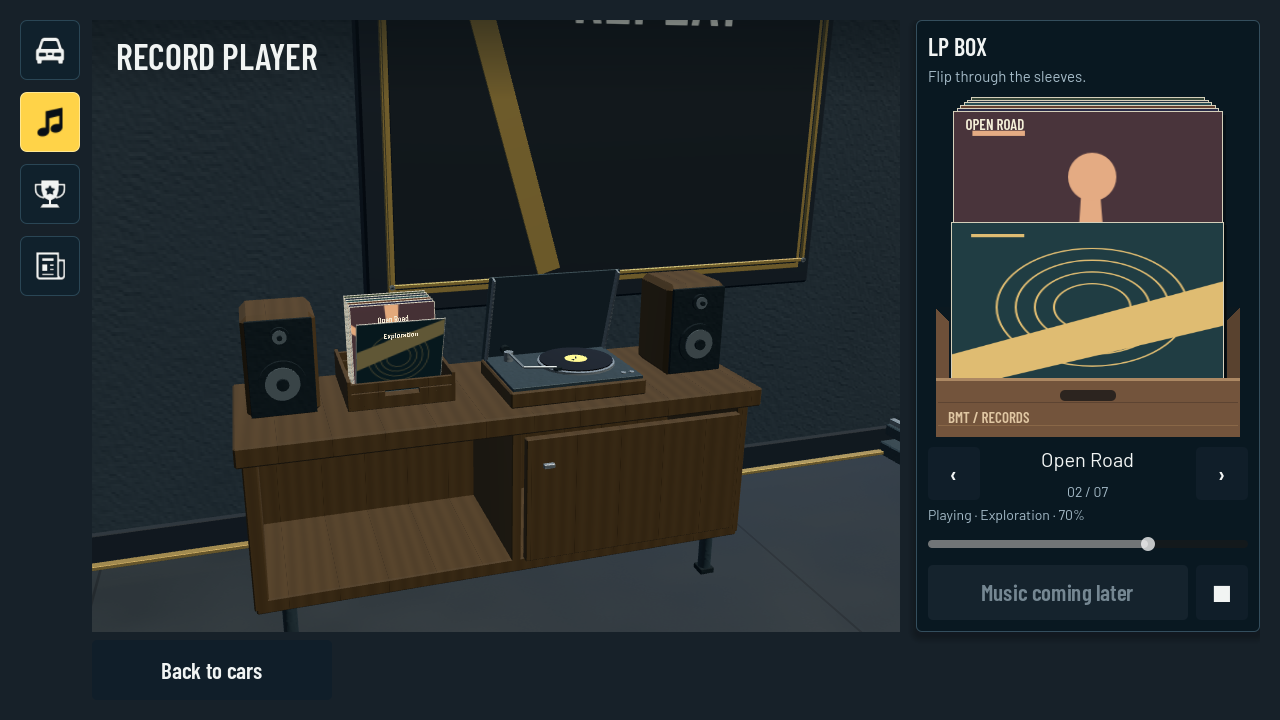 RECORD PLAYER
Open Road
Exploration
LP BOX
Flip through the sleeves.
OPEN ROAD
BMT / RECORDS
‹
Open Road
›
02 / 07
Playing · Exploration · 70%
Music coming later
Back to cars